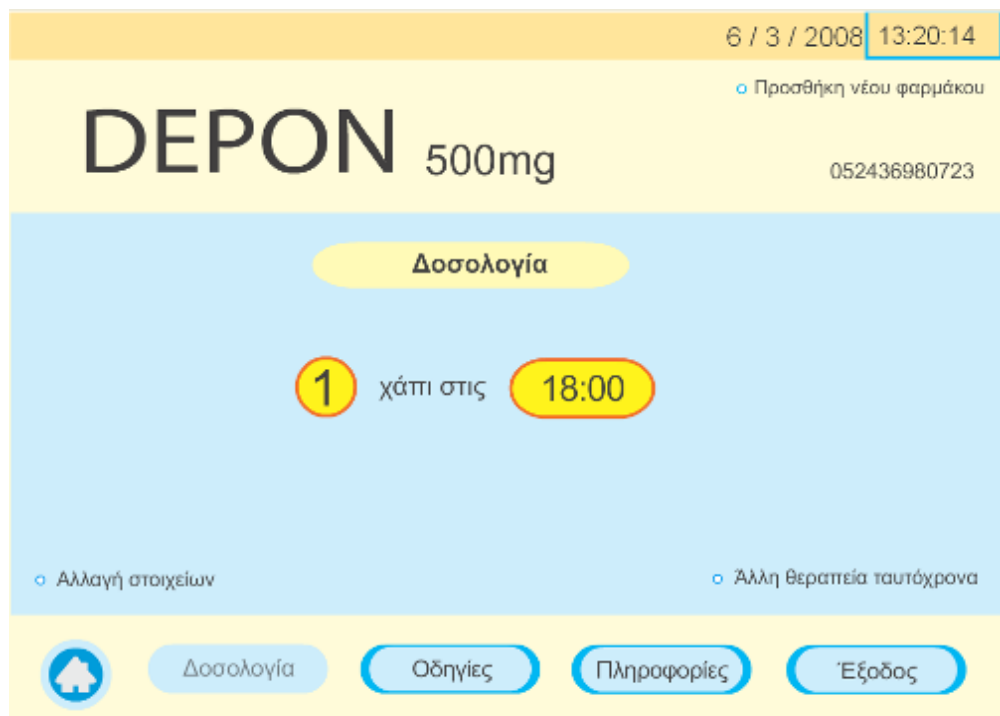 6 / 3 / 2008 13:20:14
Προσθήκη νέου φαρμάκου
DEPON 500mg
052436980723
Δοσολογία
1 χάπι στις 18:00
Αλλαγή στοιχείων
Άλλη θεραπεία ταυτόχρονα
Δοσολογία Οδηγίες Πληροφορίες Έξοδος